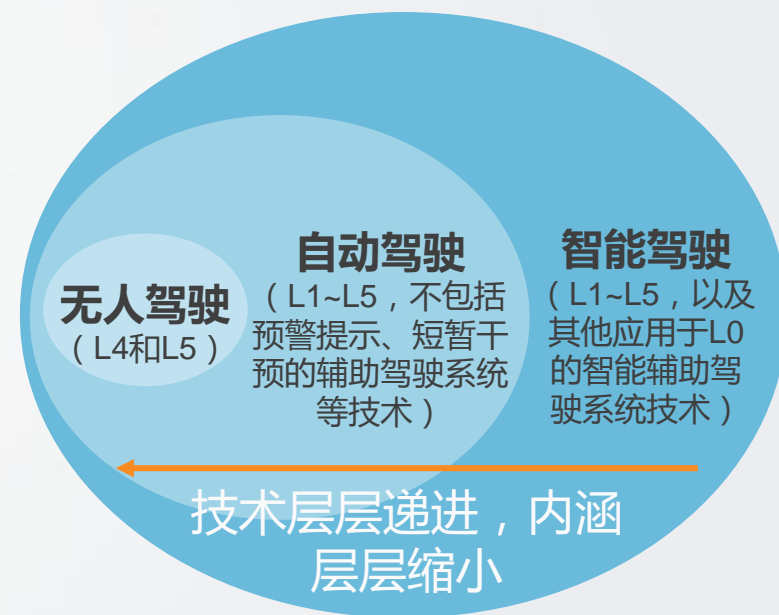 无人驾驶
（L4和L5）
自动驾驶
（L1~L5，不包括
预警提示、短暂干
预的辅助驾驶系统
等技术）
智能驾驶
（L1~L5，以及
其他应用于L0
的智能辅助驾
驶系统技术）
技术层层递进，内涵
层层缩小